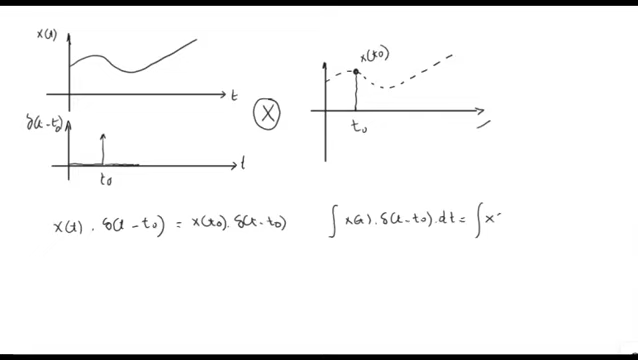 x(t)
t
δ(t-t₀)
t₀
t
X
x(t₀)
t₀
x(t) . δ(t-t₀) = x(t₀) . δ(t-t₀)
∫ x(t) . δ(t-t₀) . dt = ∫ x